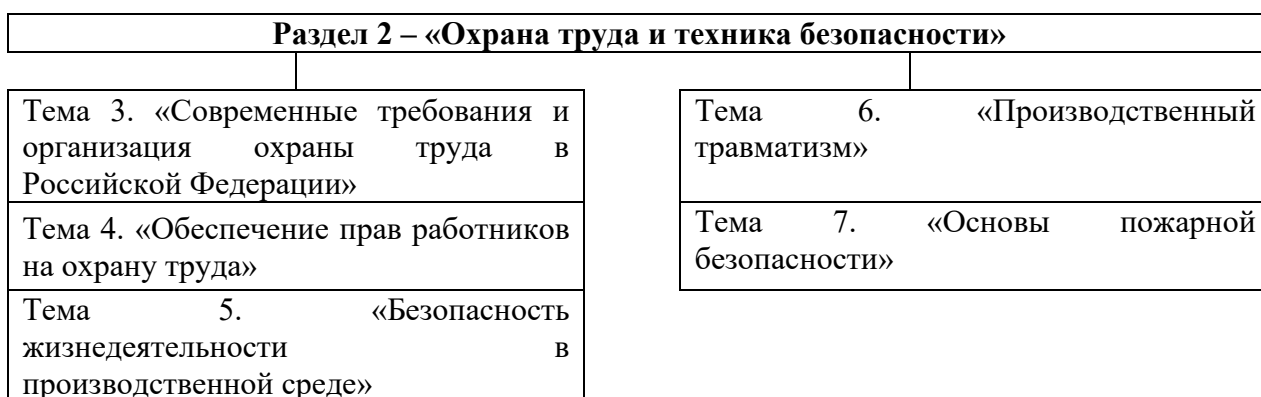 Раздел 2 – «Охрана труда и техника безопасности»
Тема 3. «Современные требования и
организация охраны труда в
Российской Федерации»
Тема 4. «Обеспечение прав работников
на охрану труда»
Тема 5. «Безопасность
жизнедеятельности в
производственной среде»
Тема 6. «Производственный
травматизм»
Тема 7. «Основы пожарной
безопасности»